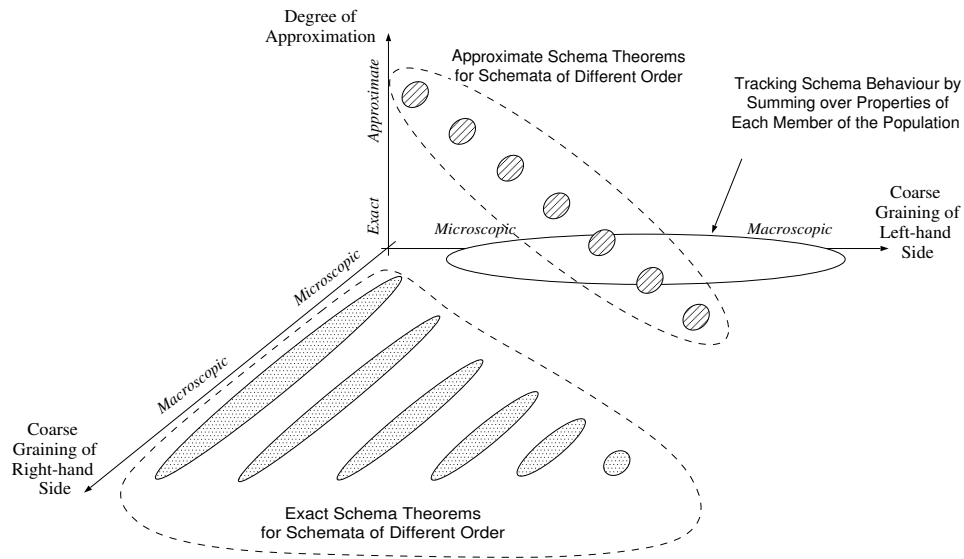 Degree of
Approximation
Approximate
Exact
Approximate Schema Theorems
for Schemata of Different Order
Tracking Schema Behaviour by
Summing over Properties of
Each Member of the Population
Microscopic
Macroscopic
Coarse
Graining of
Left-hand
Side
Microscopic
Macroscopic
Coarse
Graining of
Right-hand
Side
Exact Schema Theorems
for Schemata of Different Order